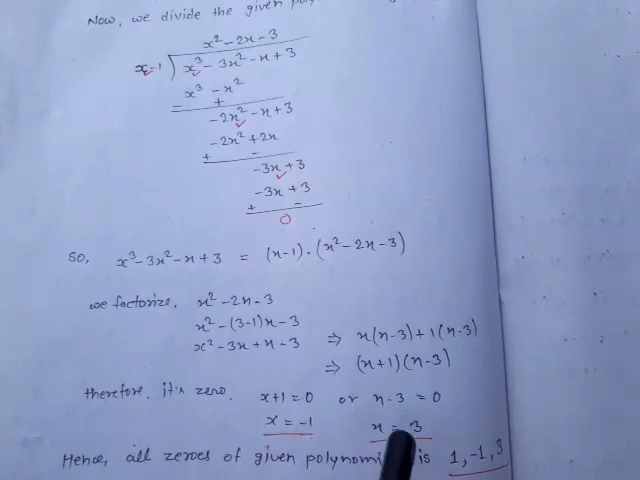 Now, we divide the given
x² - 2x - 3
x - 1 ) x³ - 3x² - x + 3
x³ - x²
- +
-2x² - x + 3
-2x² + 2x
+ -
-3x + 3
-3x + 3
+ -
0
So, x³ - 3x² - x + 3 = (x-1) . (x² - 2x - 3)
we factorize. x² - 2x - 3
x² - (3-1)x - 3 ⇒ x(x-3) + 1(x-3)
x² - 3x + x - 3 ⇒ (x+1)(x-3)
therefore, it's zero. x+1 = 0 or x-3 = 0
x = -1 x = 3
Hence, all zeroes of given is 1, -1, 3